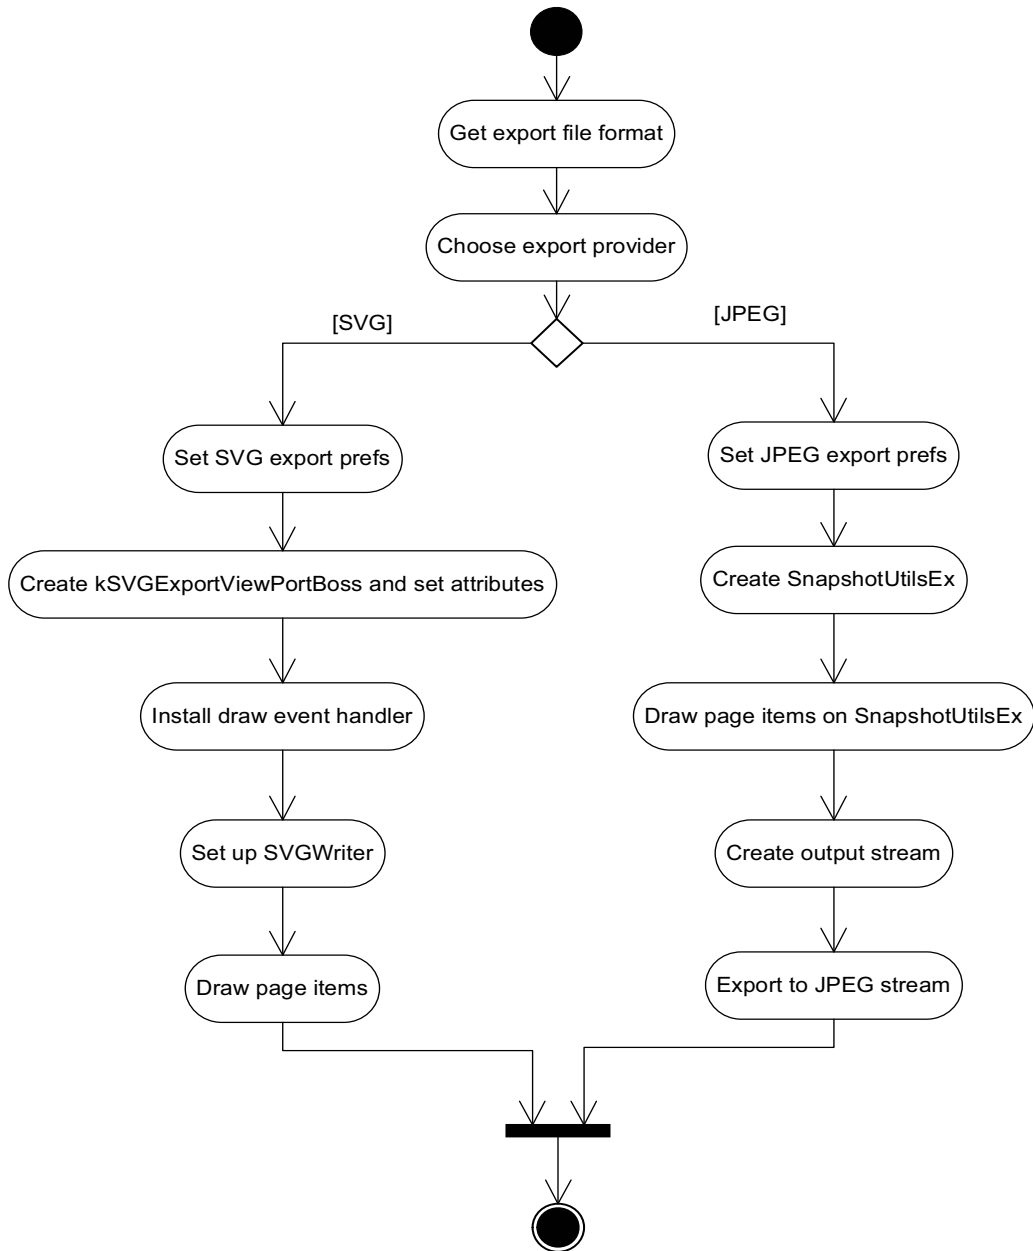 Get export file format
Choose export provider
[SVG]
[JPEG]
Set SVG export prefs
Set JPEG export prefs
Create kSVGExportViewPortBoss and set attributes
Create SnapshotUtilsEx
Install draw event handler
Draw page items on SnapshotUtilsEx
Set up SVGWriter
Create output stream
Draw page items
Export to JPEG stream